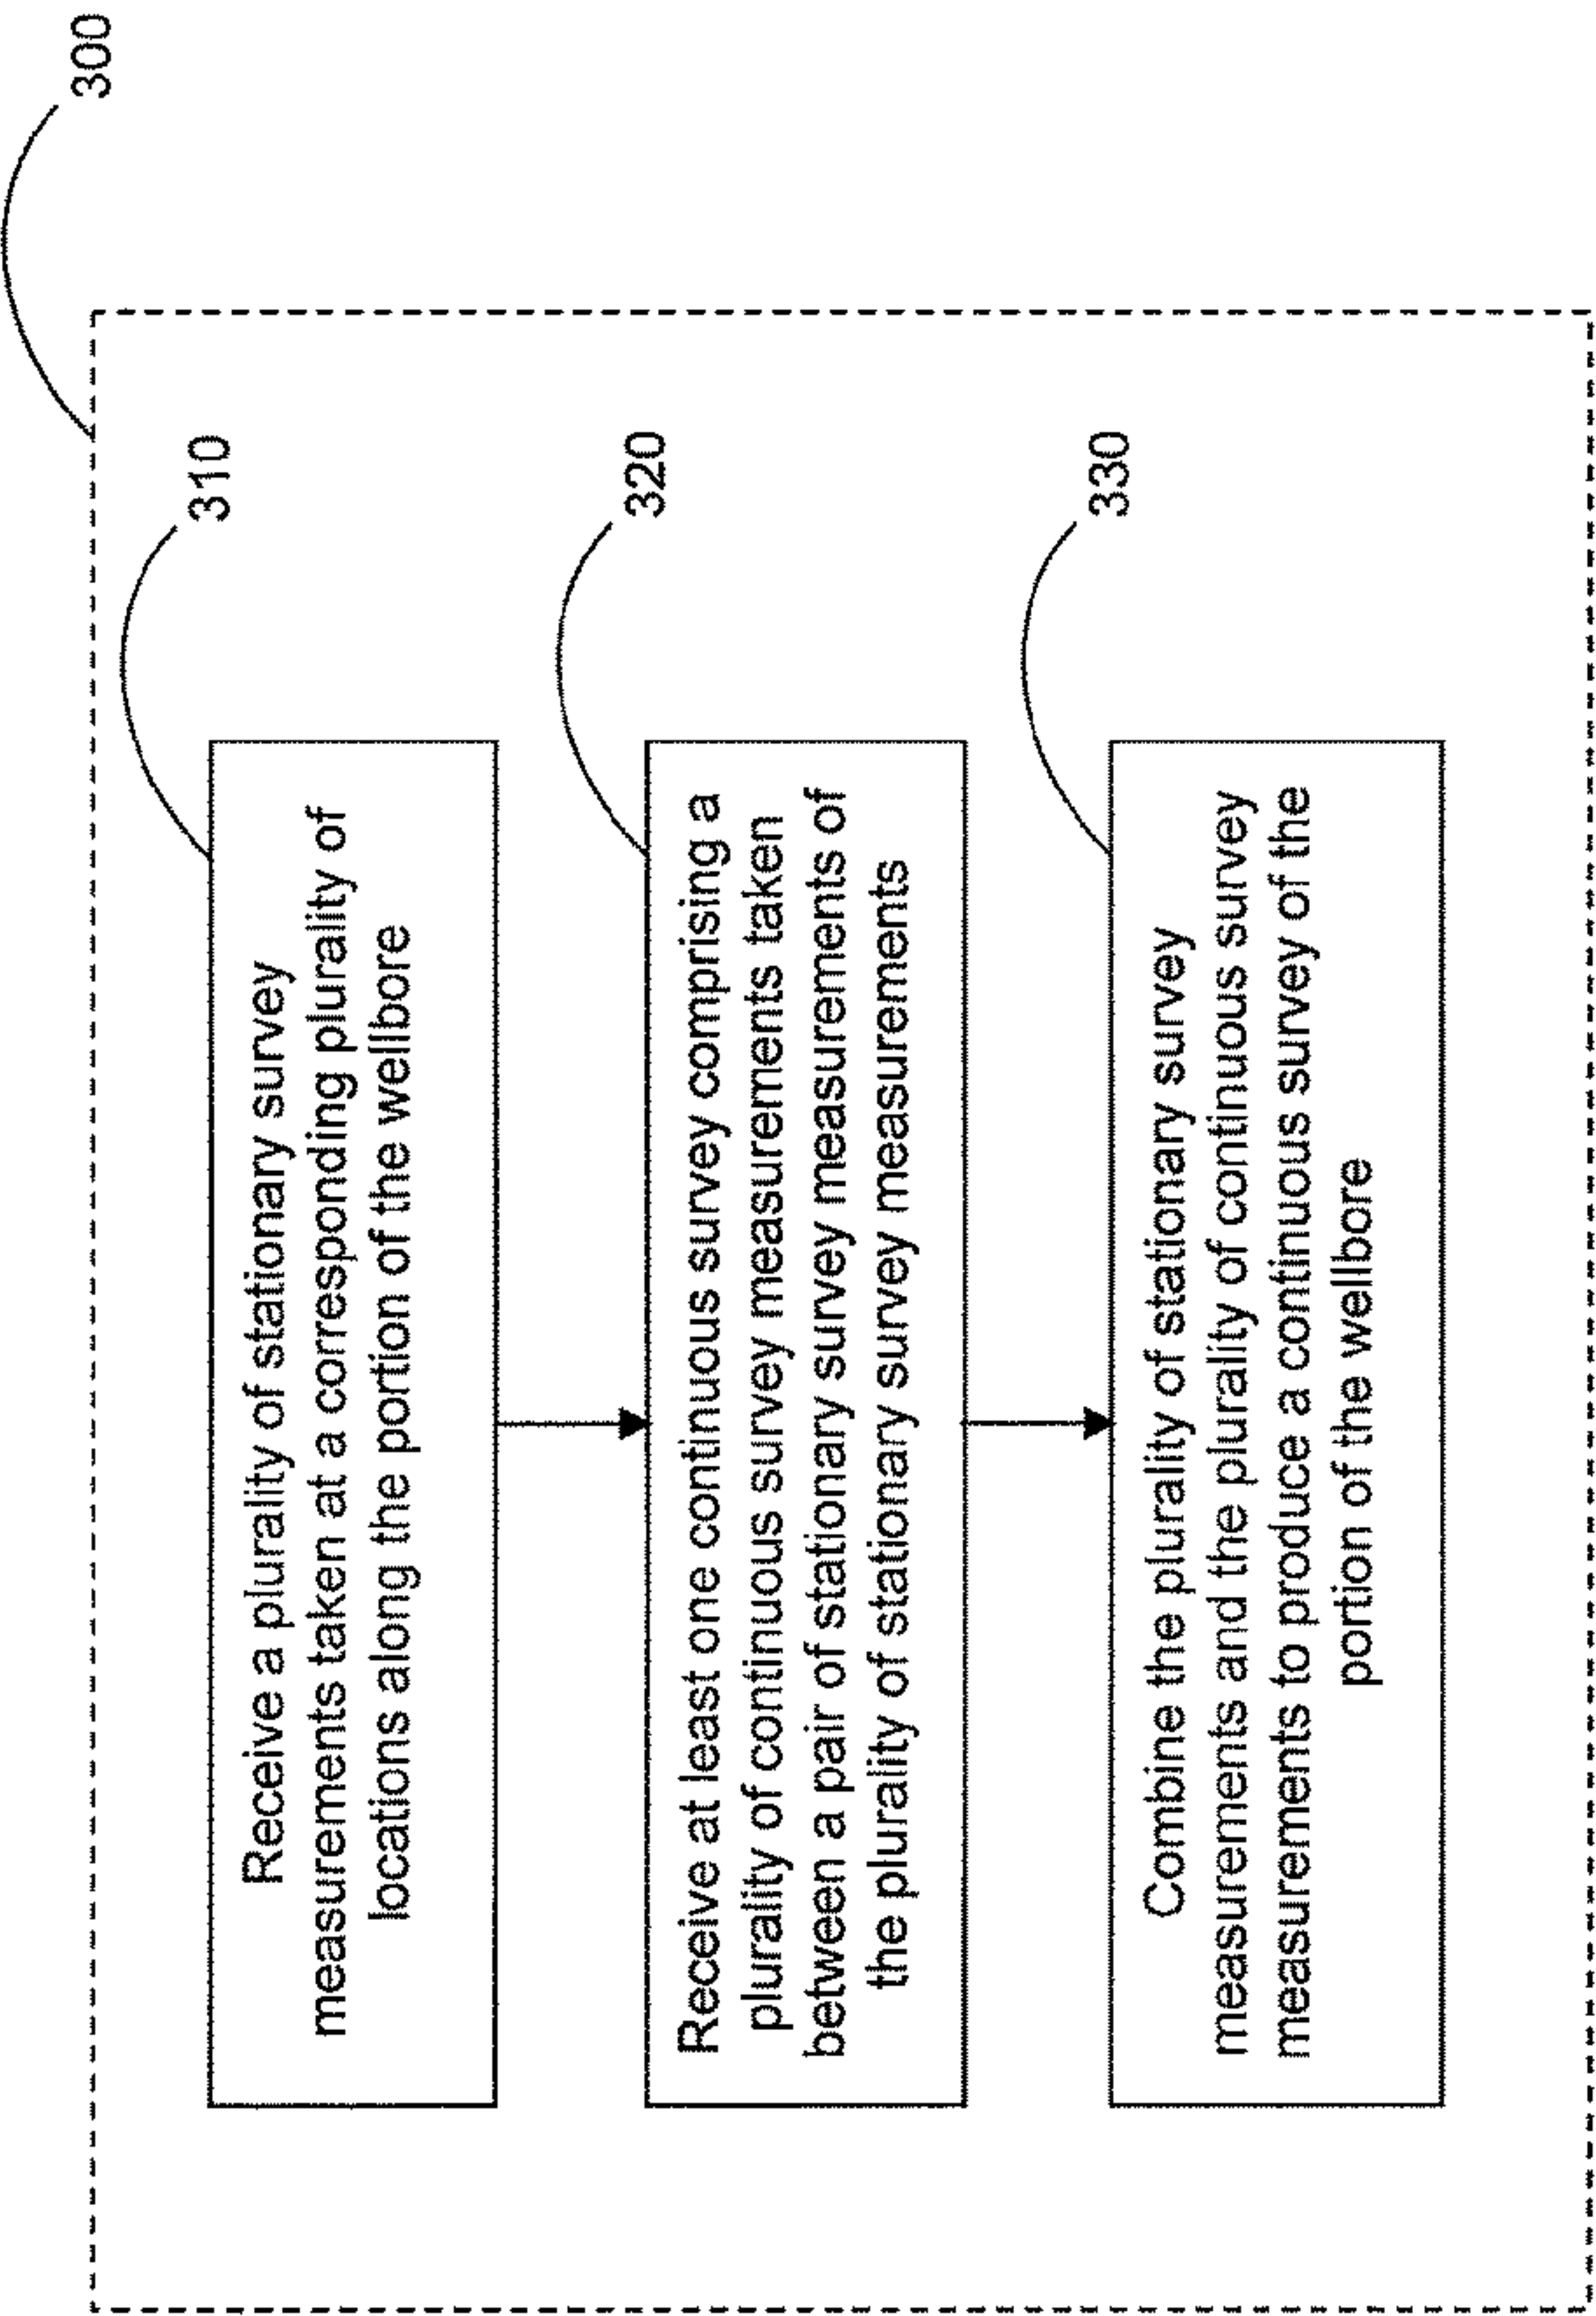 300
310
Receive a plurality of stationary survey
measurements taken at a corresponding plurality of
locations along the portion of the wellbore
320
Receive at least one continuous survey comprising a
plurality of continuous survey measurements taken
between a pair of stationary survey measurements of
the plurality of stationary survey measurements
330
Combine the plurality of stationary survey
measurements and the plurality of continuous survey
measurements to produce a continuous survey of the
portion of the wellbore